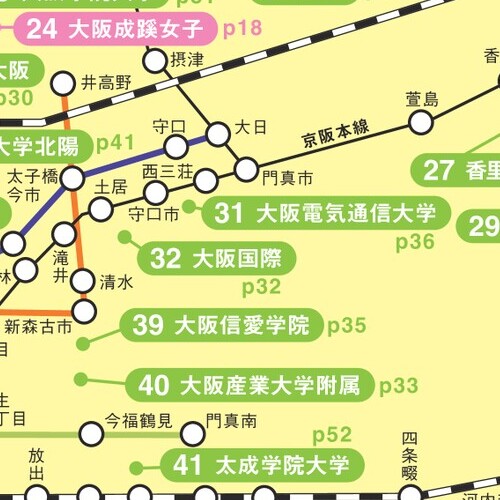 24 大阪成蹊女子
p18
摂津
大阪
井高野
p30
香
萱島
守口
大日
京阪本線
大学北陽
p41
太子橋
今市
西三荘
門真市
27 香里
土居
守口市
31 大阪電気通信大学
p36
29
滝井
32 大阪国際
p32
林
清水
新森古市
39 大阪信愛学院
p35
目
40 大阪産業大学附属
p33
丁目
今福鶴見
門真南
p52
四条畷
放出
41 太成学院大学
河内